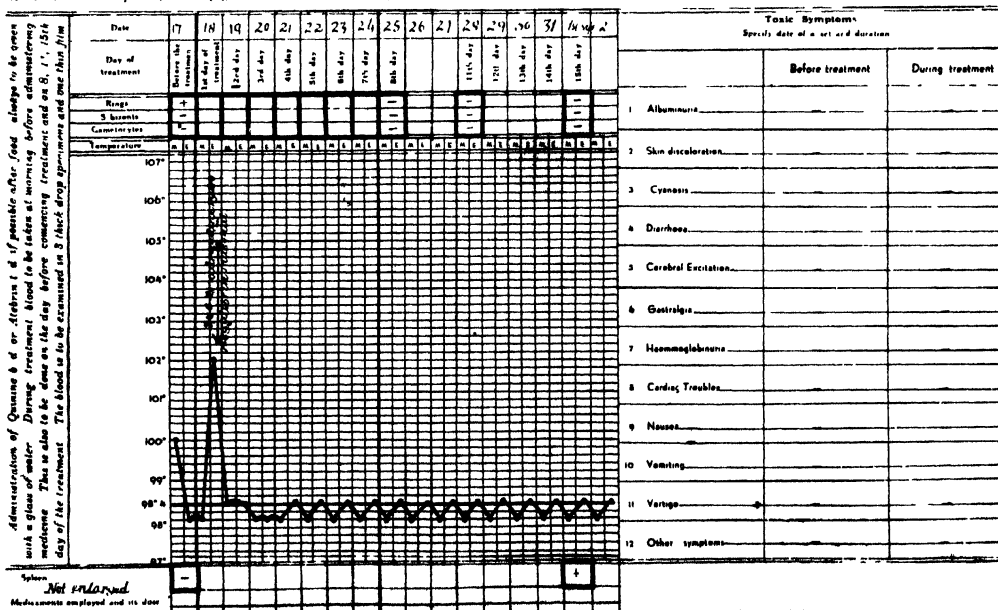 Administration of Quinine b d or Atebrin t d if possible after food always to be given
with a glass of water During treatment blood to be taken at morning before administering
medicine This is also to be done on the day before comencing treatment and on 8, 1', 15th
day of the treatment The blood is to be examined in 3 thick drop specimens and one thin film
Date 17 18 19 20 21 22 23 24 25 26 27 28 29 30 31 2
Day of treatment
Before the treatment
1st day of treatment
2rd day
3rd day
4th day
5th day
6th day
7th day
8th day
11th day
12th day
13th day
14th day
15th day
Rings + - - -
S bizonts - - - -
Gametocytes - - - -
Temperature
107°
106°
105°
104°
103°
102°
101°
100°
99°
98° 4
98°
97°
Spleen
Not enlarged - +
Medicaments employed and its dose
Toxic Symptoms
Specify date of a set and duration
Before treatment During treatment
1 Albuminuria
2 Skin discoloration
3 Cyanosis
4 Diarrhoea
5 Cerebral Excitation
6 Gastralgia
7 Haemmoglobinuria
8 Cardiac Troubles
9 Nausea
10 Vomiting
11 Vertigo
12 Other symptoms